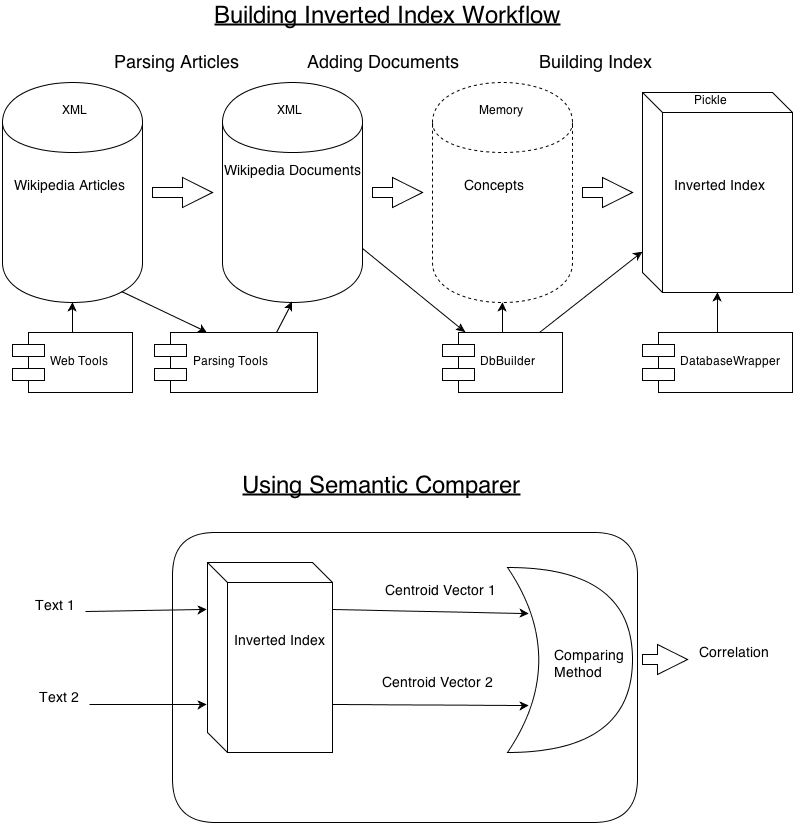 Building Inverted Index Workflow
Parsing Articles
Adding Documents
Building Index
XML
XML
Memory
Pickle
Wikipedia Articles
Wikipedia Documents
Concepts
Inverted Index
Web Tools
Parsing Tools
DbBuilder
DatabaseWrapper
Using Semantic Comparer
Text 1
Centroid Vector 1
Inverted Index
Comparing
Method
Correlation
Text 2
Centroid Vector 2